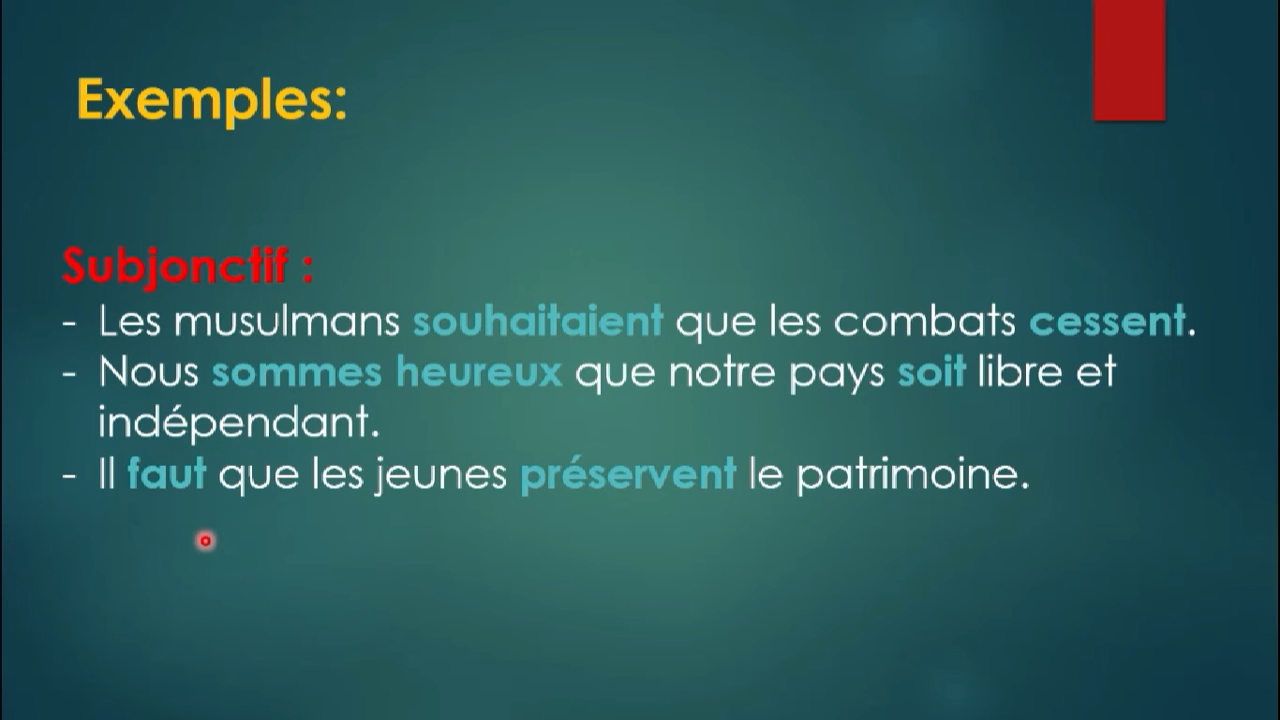 Exemples:
Subjonctif :
- Les musulmans souhaitaient que les combats cessent.
- Nous sommes heureux que notre pays soit libre et
indépendant.
- Il faut que les jeunes préservent le patrimoine.